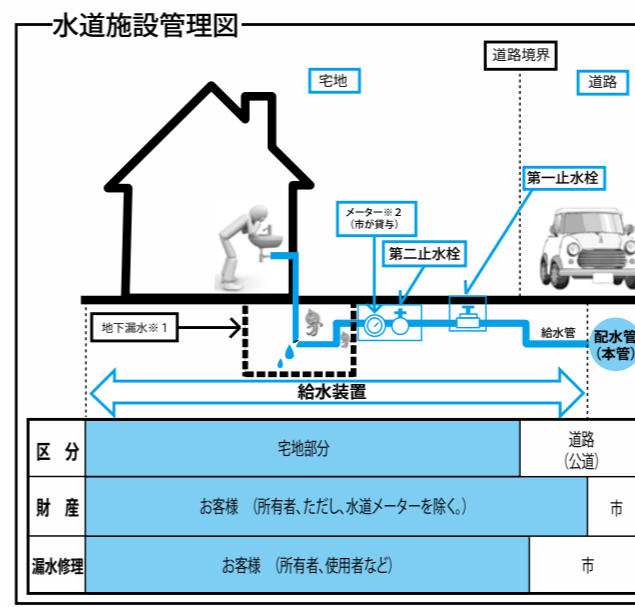 水道施設管理図
道路境界
宅地
道路
第一止水栓
メーター※2
(市が貸与)
第二止水栓
地下漏水※1
給水管
配水管
(本管)
給水装置
区 分
宅地部分
道路
(公道)
財 産
お客様 (所有者、ただし、水道メーターを除く。)
市
漏水修理
お客様 (所有者、使用者など)
市